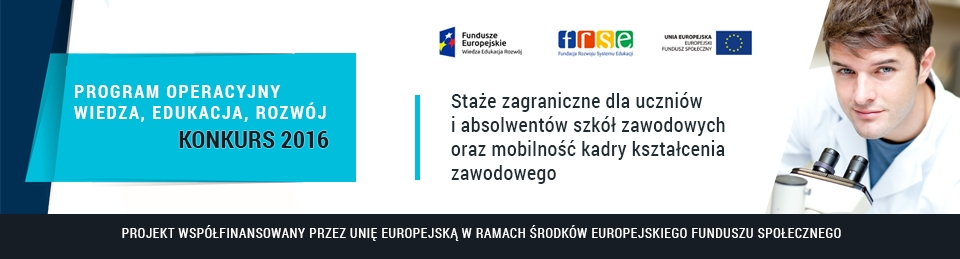 Fundusze
Europejskie
Wiedza Edukacja Rozwój
frse
Fundacja Rozwoju Systemu Edukacji
UNIA EUROPEJSKA
EUROPEJSKI
FUNDUSZ SPOŁECZNY
PROGRAM OPERACYJNY
WIEDZA, EDUKACJA, ROZWÓJ
KONKURS 2016
Staże zagraniczne dla uczniów
i absolwentów szkół zawodowych
oraz mobilność kadry kształcenia
zawodowego
PROJEKT WSPÓŁFINANSOWANY PRZEZ UNIĘ EUROPEJSKĄ W RAMACH ŚRODKÓW EUROPEJSKIEGO FUNDUSZU SPOŁECZNEGO